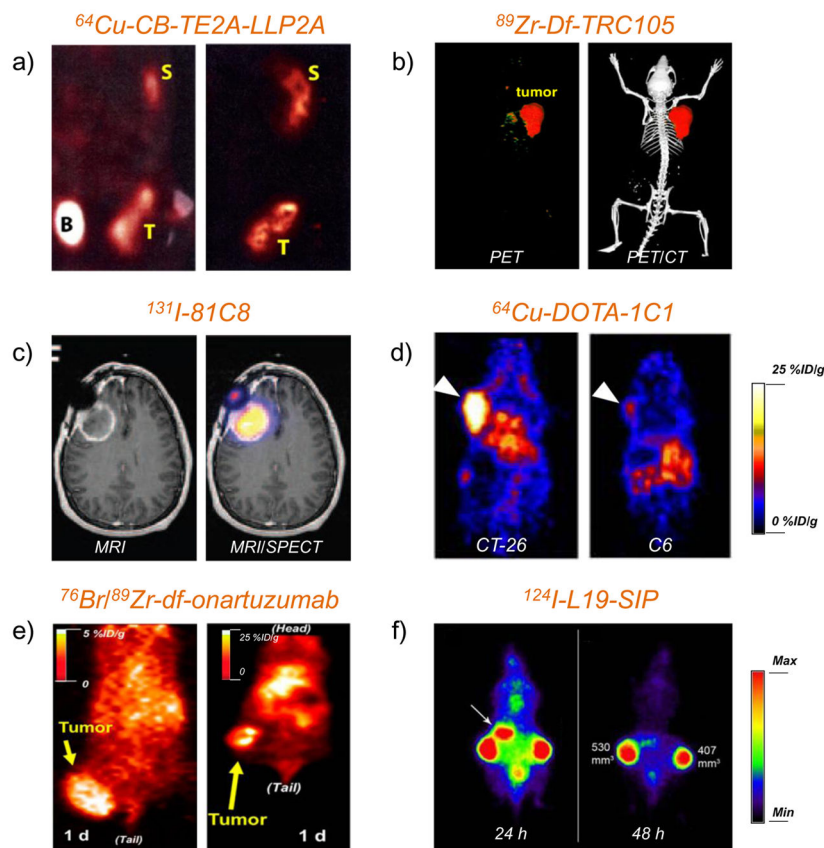 ⁶⁴Cu-CB-TE2A-LLP2A
a)
S
B
T
S
T
⁸⁹Zr-Df-TRC105
b)
tumor
PET
PET/CT
¹³¹I-81C8
c)
MRI
MRI/SPECT
⁶⁴Cu-DOTA-1C1
d)
CT-26
C6
25 %ID/g
0 %ID/g
⁷⁶Br/⁸⁹Zr-df-onartuzumab
e)
5 %ID/g
0
Tumor
1 d
(Tail)
(Head)
25 %ID/g
0
(Tail)
Tumor
1 d
¹²⁴I-L19-SIP
f)
24 h
530
mm³
407
mm³
48 h
Max
Min